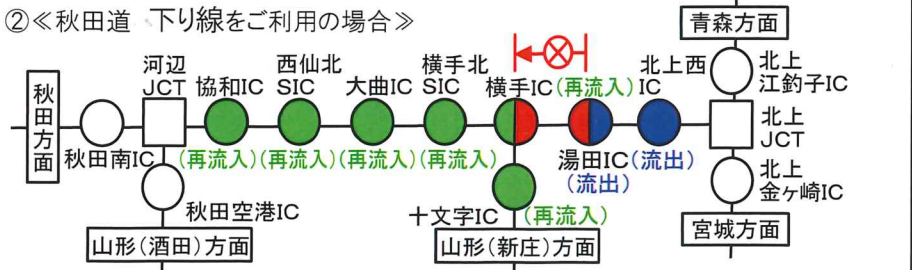 ②≪秋田道 下り線をご利用の場合≫
青森方面
河辺
JCT
協和IC
西仙北
SIC
大曲IC
横手北
SIC
横手IC
(再流入)
北上西
IC
北上
江釣子IC
秋田方面
北上
JCT
秋田南IC
(再流入)
(再流入)
(再流入)
(再流入)
湯田IC
(流出)
(流出)
北上
金ヶ崎IC
秋田空港IC
十文字IC
(再流入)
山形(酒田)方面
山形(新庄)方面
宮城方面